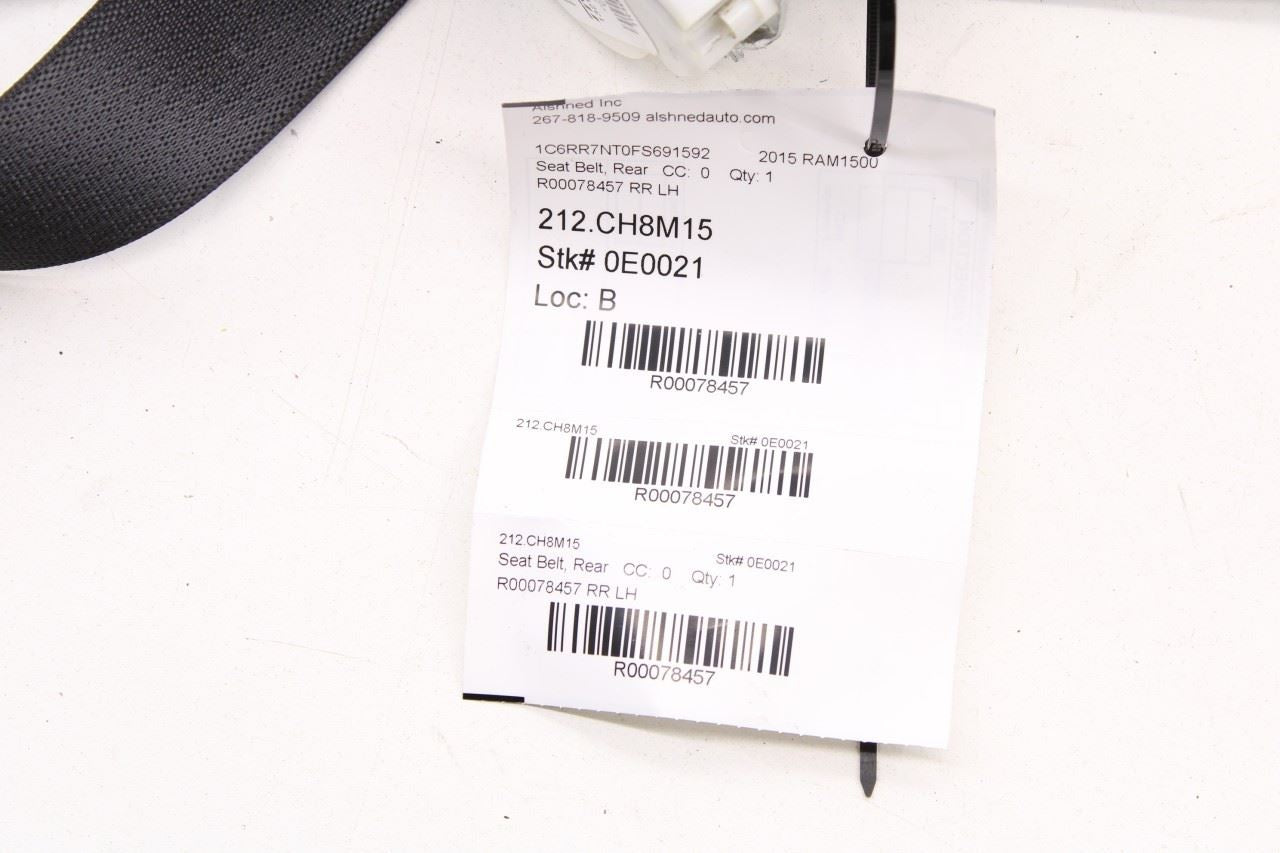 Alshned Inc
267-818-9509 alshnedauto.com
1C6RR7NT0FS691592 2015 RAM1500
Seat Belt, Rear CC: 0 Qty: 1
R00078457 RR LH
212.CH8M15
Stk# 0E0021
Loc: B
R00078457
212.CH8M15 Stk# 0E0021
R00078457
212.CH8M15 Stk# 0E0021
Seat Belt, Rear CC: 0 Qty: 1
R00078457 RR LH
R00078457